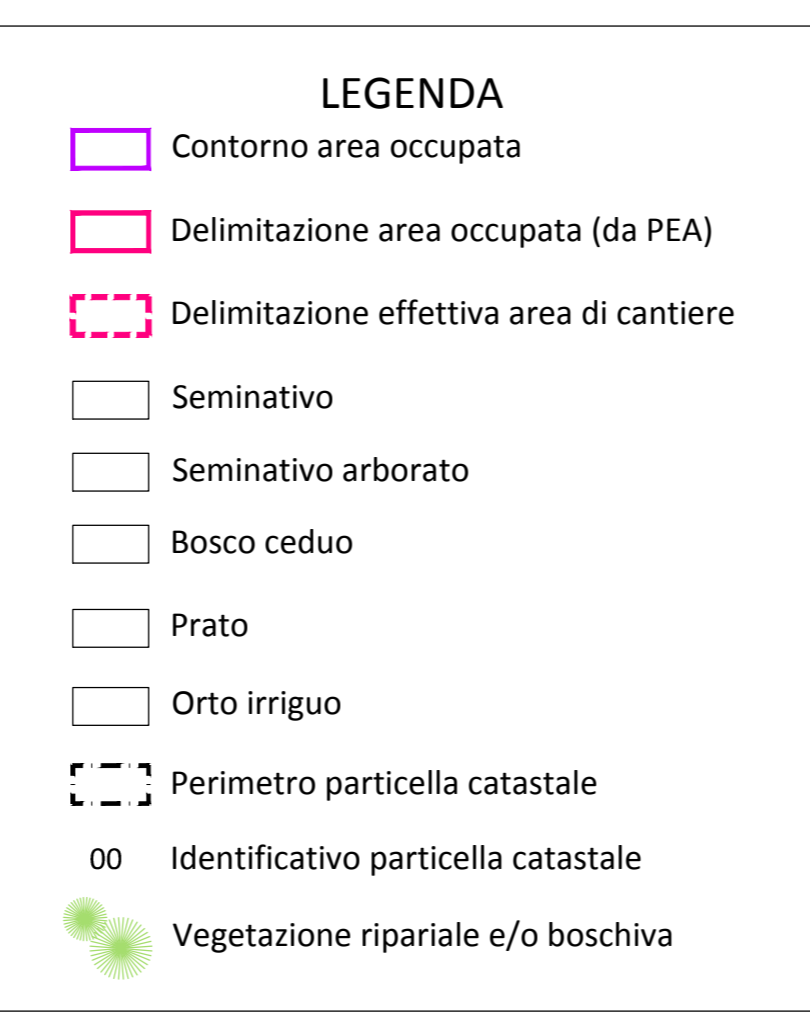 LEGENDA
Contorno area occupata
Delimitazione area occupata (da PEA)
Delimitazione effettiva area di cantiere
Seminativo
Seminativo arborato
Bosco ceduo
Prato
Orto irriguo
Perimetro particella catastale
00 Identificativo particella catastale
Vegetazione ripariale e/o boschiva